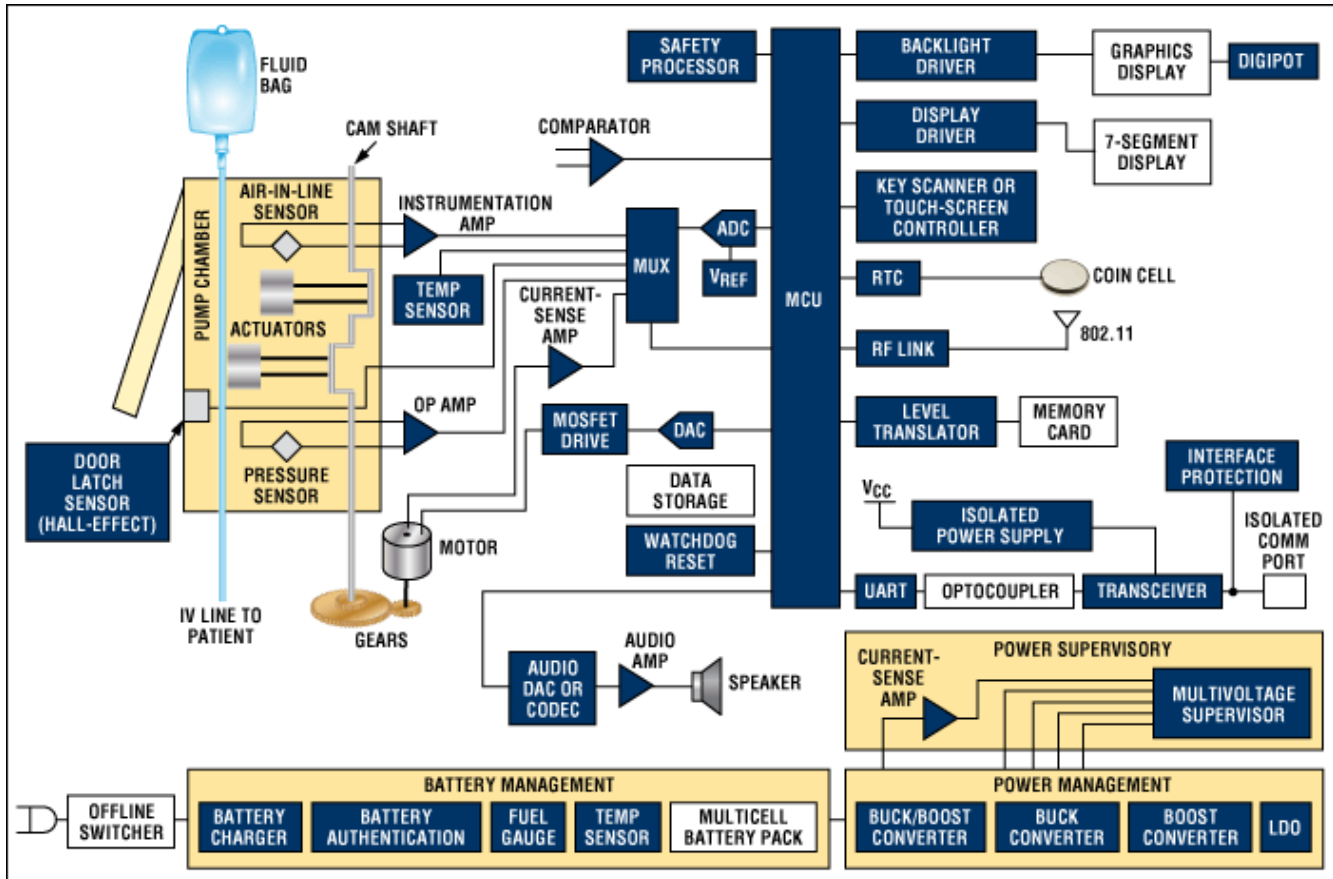 FLUID
BAG
CAM SHAFT
AIR-IN-LINE
SENSOR
INSTRUMENTATION
AMP
PUMP CHAMBER
ACTUATORS
TEMP
SENSOR
OP AMP
PRESSURE
SENSOR
DOOR
LATCH
SENSOR
(HALL-EFFECT)
IV LINE TO
PATIENT
GEARS
MOTOR
COMPARATOR
SAFETY
PROCESSOR
MUX
ADC
VREF
CURRENT-
SENSE
AMP
MOSFET
DRIVE
DAC
DATA
STORAGE
WATCHDOG
RESET
AUDIO
DAC OR
CODEC
AUDIO
AMP
SPEAKER
MCU
BACKLIGHT
DRIVER
GRAPHICS
DISPLAY
DIGIPOT
DISPLAY
DRIVER
7-SEGMENT
DISPLAY
KEY SCANNER OR
TOUCH-SCREEN
CONTROLLER
RTC
COIN CELL
RF LINK
802.11
LEVEL
TRANSLATOR
MEMORY
CARD
INTERFACE
PROTECTION
VCC
ISOLATED
POWER SUPPLY
ISOLATED
COMM
PORT
UART
OPTOCOUPLER
TRANSCEIVER
POWER SUPERVISORY
CURRENT-
SENSE
AMP
MULTIVOLTAGE
SUPERVISOR
OFFLINE
SWITCHER
BATTERY MANAGEMENT
BATTERY
CHARGER
BATTERY
AUTHENTICATION
FUEL
GAUGE
TEMP
SENSOR
MULTICELL
BATTERY PACK
POWER MANAGEMENT
BUCK/BOOST
CONVERTER
BUCK
CONVERTER
BOOST
CONVERTER
LDO